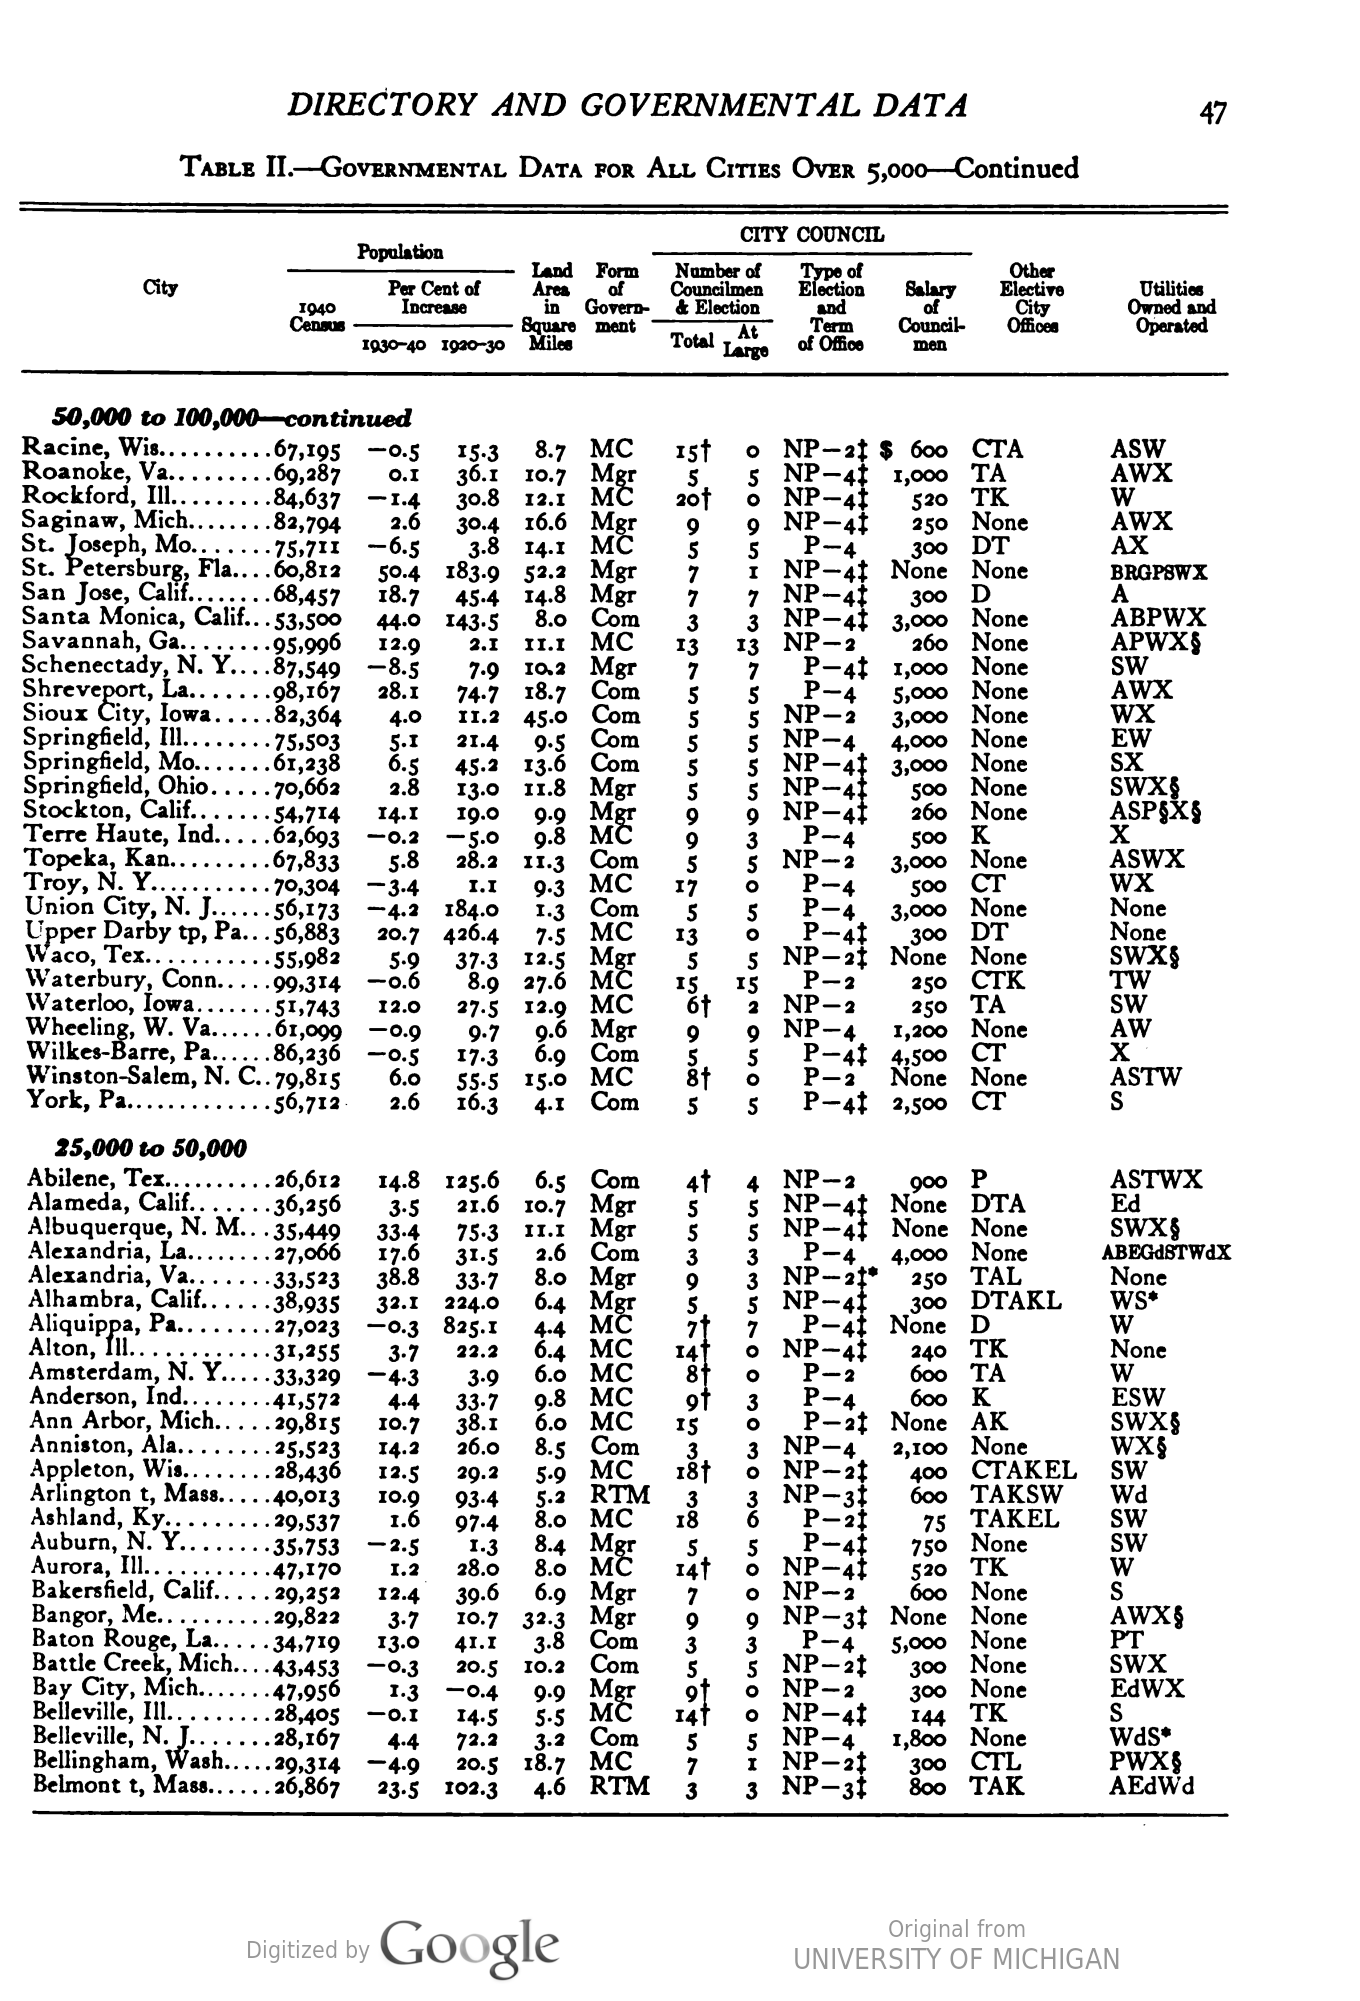 DIRECTORY AND GOVERNMENTAL DATA 47
TABLE II.—GOVERNMENTAL DATA FOR ALL CITIES OVER 5,000—Continued
CITY COUNCIL
Population
Land Form Number of Type of Other
City Per Cent of Area of Councilmen Election Salary Elective Utilities
1940 Increase in Govern- & Election and of City Owned and
Census Square ment Term Council- Offices Operated
1930-40 1920-30 Miles Total At Large of Office men
50,000 to 100,000—continued
Racine, Wis..........67,195 −0.5 15.3 8.7 MC 15† 0 NP−2‡ $ 600 CTA ASW
Roanoke, Va.........69,287 0.1 36.1 10.7 Mgr 5 5 NP−4‡ 1,000 TA AWX
Rockford, Ill.........84,637 −1.4 30.8 12.1 MC 20† 0 NP−4‡ 520 TK W
Saginaw, Mich........82,794 2.6 30.4 16.6 Mgr 9 9 NP−4‡ 250 None AWX
St. Joseph, Mo.......75,711 −6.5 3.8 14.1 MC 5 5 P−4 300 DT AX
St. Petersburg, Fla....60,812 50.4 183.9 52.2 Mgr 7 1 NP−4‡ None None BRGPSWX
San Jose, Calif........68,457 18.7 45.4 14.8 Mgr 7 7 NP−4‡ 300 D A
Santa Monica, Calif...53,500 44.0 143.5 8.0 Com 3 3 NP−4‡ 3,000 None ABPWX
Savannah, Ga........95,996 12.9 2.1 11.1 MC 13 13 NP−2 260 None APWX§
Schenectady, N. Y....87,549 −8.5 7.9 10.2 Mgr 7 7 P−4‡ 1,000 None SW
Shreveport, La.......98,167 28.1 74.7 18.7 Com 5 5 P−4 5,000 None AWX
Sioux City, Iowa.....82,364 4.0 11.2 45.0 Com 5 5 NP−2 3,000 None WX
Springfield, Ill........75,503 5.1 21.4 9.5 Com 5 5 NP−4 4,000 None EW
Springfield, Mo.......61,238 6.5 45.2 13.6 Com 5 5 NP−4‡ 3,000 None SX
Springfield, Ohio.....70,662 2.8 13.0 11.8 Mgr 5 5 NP−4‡ 500 None SWX§
Stockton, Calif.......54,714 14.1 19.0 9.9 Mgr 9 9 NP−4‡ 260 None ASP§X§
Terre Haute, Ind.....62,693 −0.2 −5.0 9.8 MC 9 3 P−4 500 K X
Topeka, Kan.........67,833 5.8 28.2 11.3 Com 5 5 NP−2 3,000 None ASWX
Troy, N. Y...........70,304 −3.4 1.1 9.3 MC 17 0 P−4 500 CT WX
Union City, N. J......56,173 −4.2 184.0 1.3 Com 5 5 P−4 3,000 None None
Upper Darby tp, Pa...56,883 20.7 426.4 7.5 MC 13 0 P−4‡ 300 DT None
Waco, Tex...........55,982 5.9 37.3 12.5 Mgr 5 5 NP−2‡ None None SWX§
Waterbury, Conn.....99,314 −0.6 8.9 27.6 MC 15 15 P−2 250 CTK TW
Waterloo, Iowa.......51,743 12.0 27.5 12.9 MC 6† 2 NP−2 250 TA SW
Wheeling, W. Va......61,099 −0.9 9.7 9.6 Mgr 9 9 NP−4 1,200 None AW
Wilkes-Barre, Pa......86,236 −0.5 17.3 6.9 Com 5 5 P−4‡ 4,500 CT X
Winston-Salem, N. C..79,815 6.0 55.5 15.0 MC 8† 0 P−2 None None ASTW
York, Pa.............56,712 2.6 16.3 4.1 Com 5 5 P−4‡ 2,500 CT S
25,000 to 50,000
Abilene, Tex..........26,612 14.8 125.6 6.5 Com 4† 4 NP−2 900 P ASTWX
Alameda, Calif.......36,256 3.5 21.6 10.7 Mgr 5 5 NP−4‡ None DTA Ed
Albuquerque, N. M...35,449 33.4 75.3 11.1 Mgr 5 5 NP−4‡ None None SWX§
Alexandria, La........27,066 17.6 31.5 2.6 Com 3 3 P−4 4,000 None ABEGdSTWdX
Alexandria, Va.......33,523 38.8 33.7 8.0 Mgr 9 3 NP−2‡* 250 TAL None
Alhambra, Calif......38,935 32.1 224.0 6.4 Mgr 5 5 NP−4‡ 300 DTAKL WS*
Aliquippa, Pa........27,023 −0.3 825.1 4.4 MC 7† 7 P−4‡ None D W
Alton, Ill............31,255 3.7 22.2 6.4 MC 14† 0 NP−4‡ 240 TK None
Amsterdam, N. Y.....33,329 −4.3 3.9 6.0 MC 8† 0 P−2 600 TA W
Anderson, Ind........41,572 4.4 33.7 9.8 MC 9† 3 P−4 600 K ESW
Ann Arbor, Mich.....29,815 10.7 38.1 6.0 MC 15 0 P−2‡ None AK SWX§
Anniston, Ala........25,523 14.2 26.0 8.5 Com 3 3 NP−4 2,100 None WX§
Appleton, Wis........28,436 12.5 29.2 5.9 MC 18† 0 NP−2‡ 400 CTAKEL SW
Arlington t, Mass.....40,013 10.9 93.4 5.2 RTM 3 3 NP−3‡ 600 TAKSW Wd
Ashland, Ky.........29,537 1.6 97.4 8.0 MC 18 6 P−2‡ 75 TAKEL SW
Auburn, N. Y........35,753 −2.5 1.3 8.4 Mgr 5 5 P−4‡ 750 None SW
Aurora, Ill...........47,170 1.2 28.0 8.0 MC 14† 0 NP−4‡ 520 TK W
Bakersfield, Calif.....29,252 12.4 39.6 6.9 Mgr 7 0 NP−2 600 None S
Bangor, Me..........29,822 3.7 10.7 32.3 Mgr 9 9 NP−3‡ None None AWX§
Baton Rouge, La.....34,719 13.0 41.1 3.8 Com 3 3 P−4 5,000 None PT
Battle Creek, Mich....43,453 −0.3 20.5 10.2 Com 5 5 NP−2‡ 300 None SWX
Bay City, Mich.......47,956 1.3 −0.4 9.9 Mgr 9† 0 NP−2 300 None EdWX
Belleville, Ill.........28,405 −0.1 14.5 5.5 MC 14† 0 NP−4‡ 144 TK S
Belleville, N. J.......28,167 4.4 72.2 3.2 Com 5 5 NP−4 1,800 None WdS*
Bellingham, Wash.....29,314 −4.9 20.5 18.7 MC 7 1 NP−2‡ 300 CTL PWX§
Belmont t, Mass......26,867 23.5 102.3 4.6 RTM 3 3 NP−3‡ 800 TAK AEdWd
Digitized by Google
Original from
UNIVERSITY OF MICHIGAN